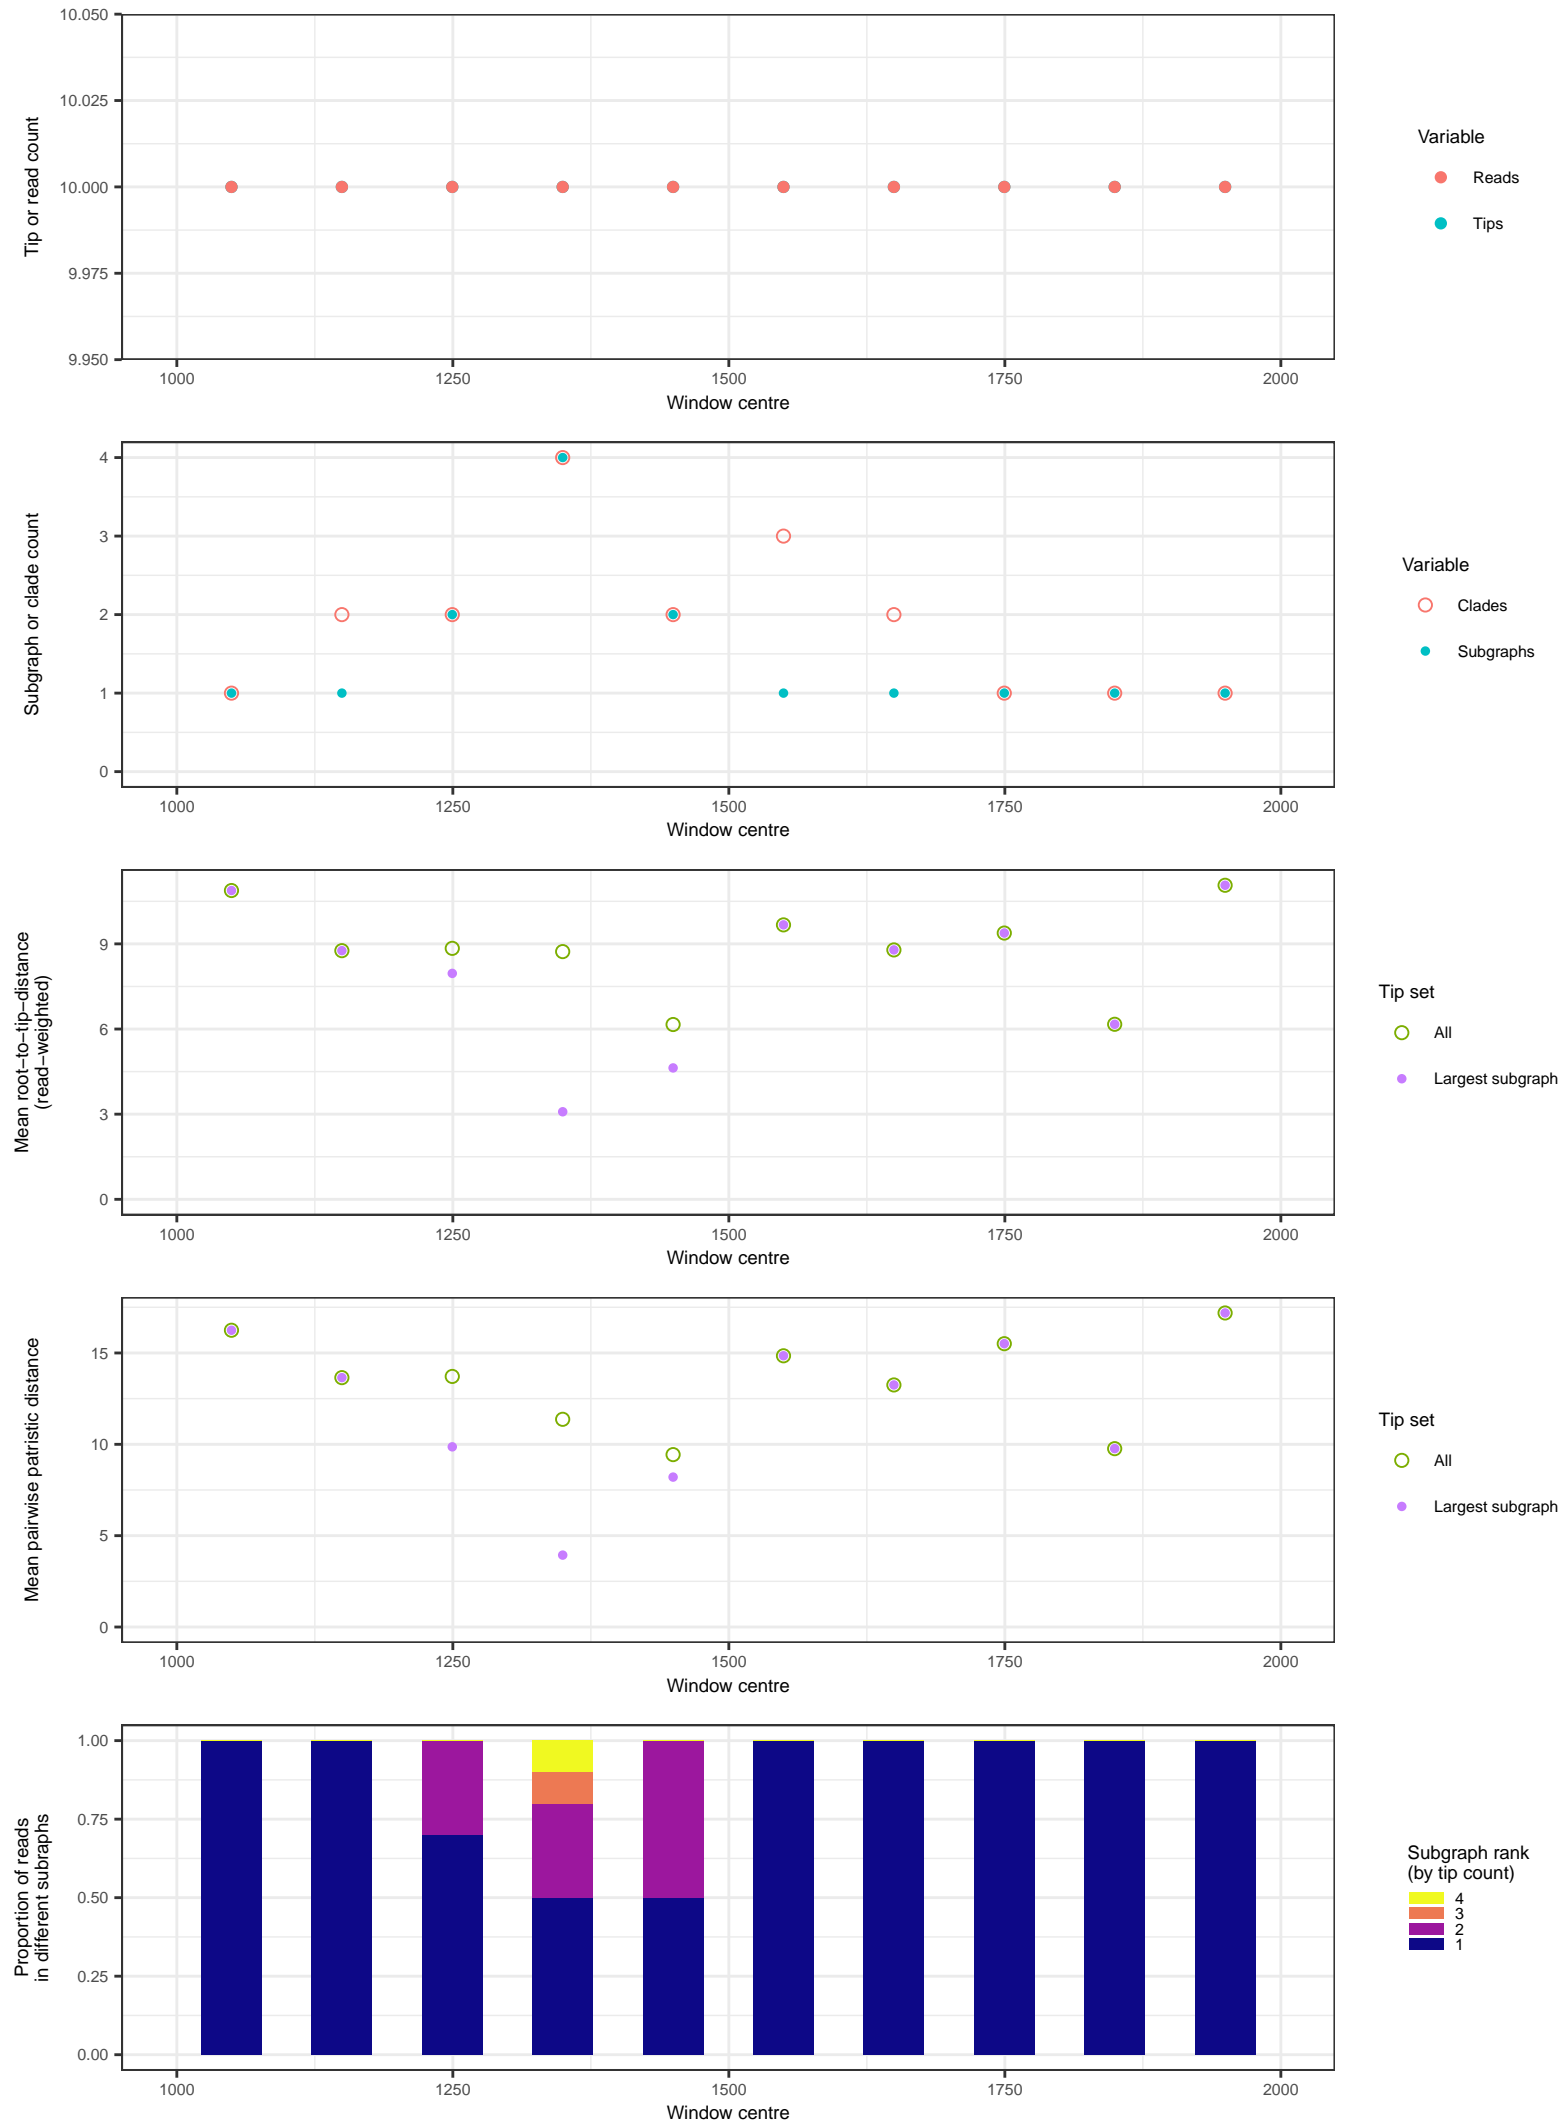 10.050
10.025
10.000
9.975
9.950
Tip or read count
1000 1250 1500 1750 2000
Window centre
Variable
Reads
Tips
4
3
2
1
0
Subgraph or clade count
1000 1250 1500 1750 2000
Window centre
Variable
Clades
Subgraphs
9
6
3
0
Mean root−to−tip−distance
(read−weighted)
1000 1250 1500 1750 2000
Window centre
Tip set
All
Largest subgraph
15
10
5
0
Mean pairwise patristic distance
1000 1250 1500 1750 2000
Window centre
Tip set
All
Largest subgraph
1.00
0.75
0.50
0.25
0.00
Proportion of reads
in different subraphs
1000 1250 1500 1750 2000
Window centre
Subgraph rank
(by tip count)
4
3
2
1